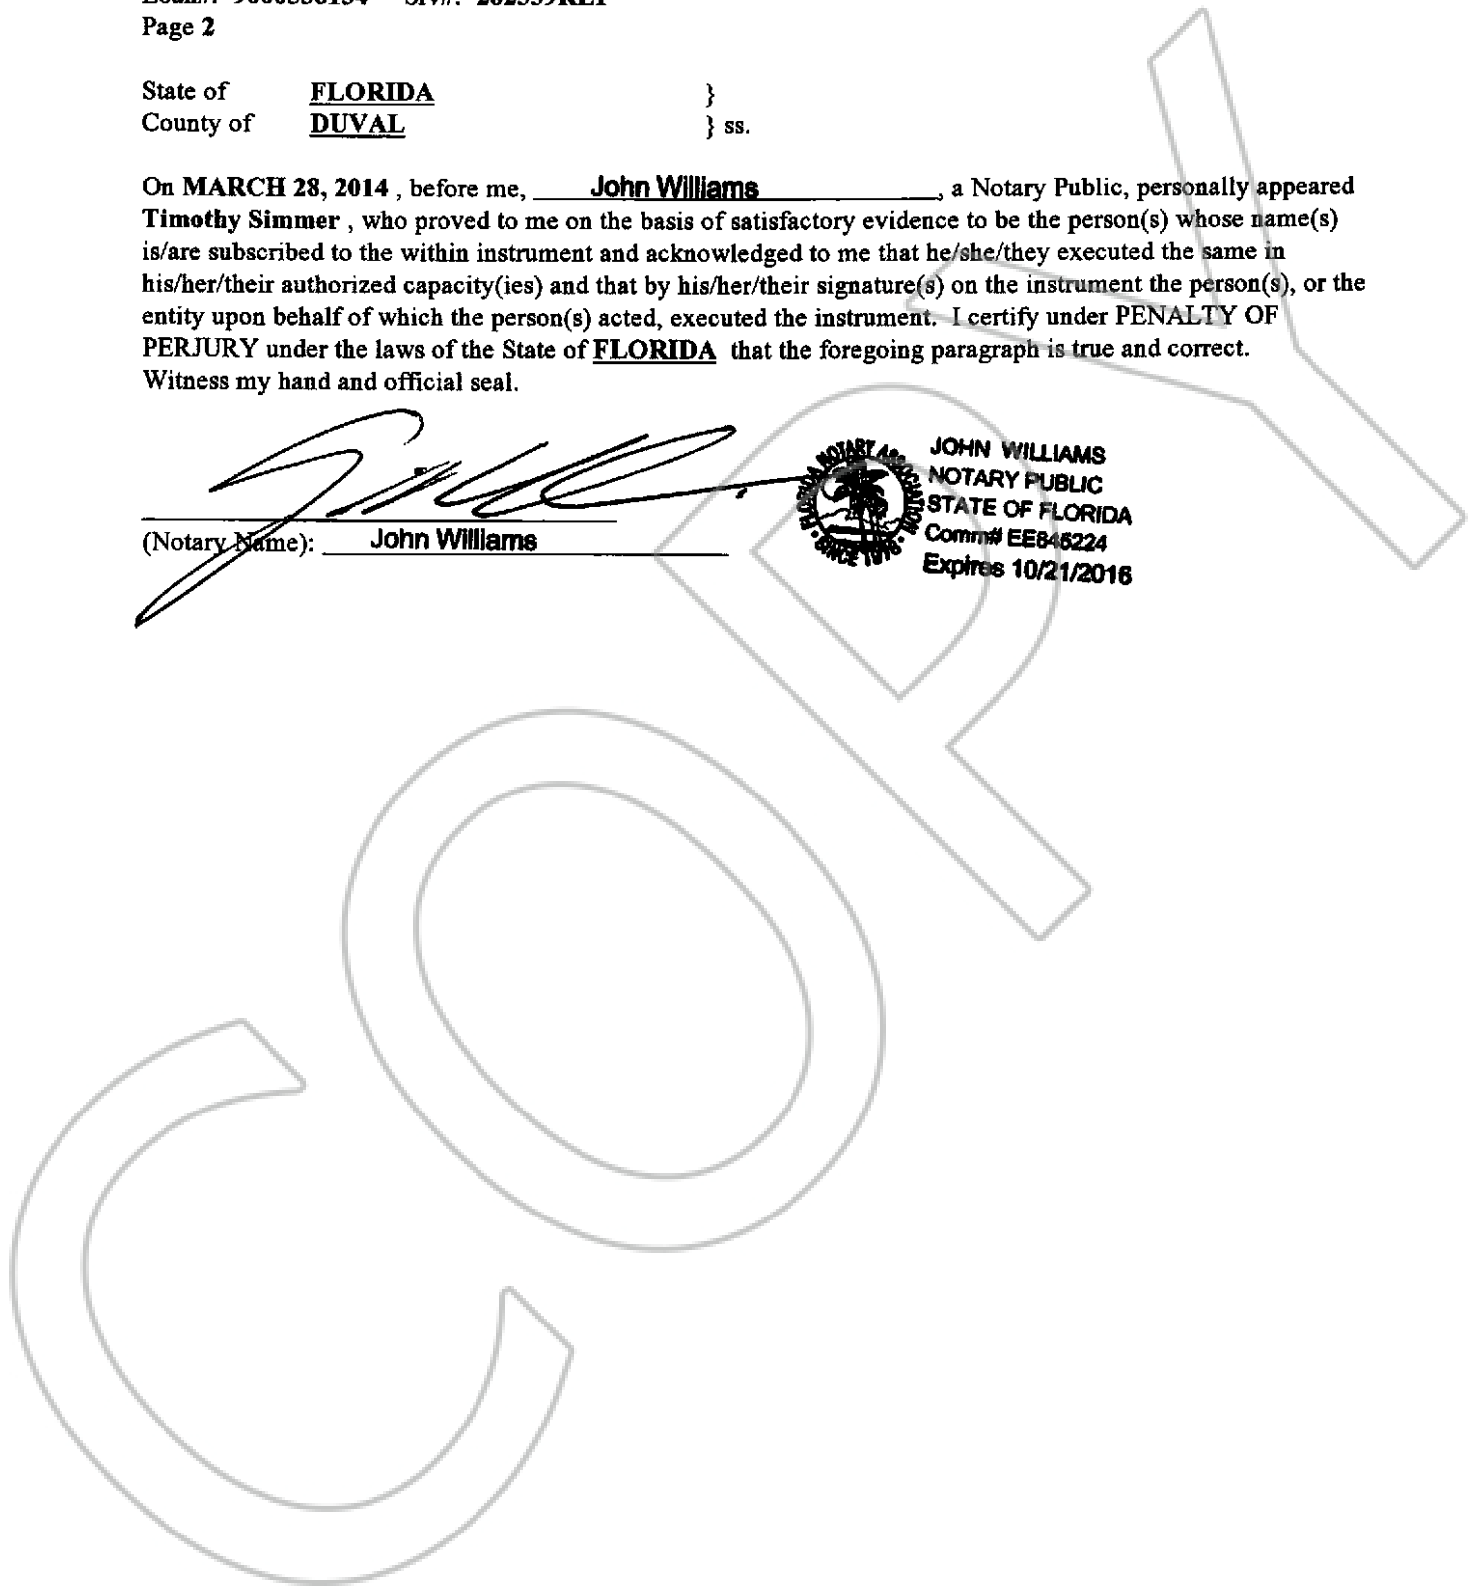 Page 2
State of FLORIDA }
County of DUVAL } ss.
On MARCH 28, 2014 , before me, John Williams , a Notary Public, personally appeared
Timothy Simmer , who proved to me on the basis of satisfactory evidence to be the person(s) whose name(s)
is/are subscribed to the within instrument and acknowledged to me that he/she/they executed the same in
his/her/their authorized capacity(ies) and that by his/her/their signature(s) on the instrument the person(s), or the
entity upon behalf of which the person(s) acted, executed the instrument. I certify under PENALTY OF
PERJURY under the laws of the State of FLORIDA that the foregoing paragraph is true and correct.
Witness my hand and official seal.
(Notary Name): John Williams
FLORIDA NOTARY ASSOCIATION
SINCE 1916
JOHN WILLIAMS
NOTARY PUBLIC
STATE OF FLORIDA
Comm# EE845224
Expires 10/21/2016
COPY